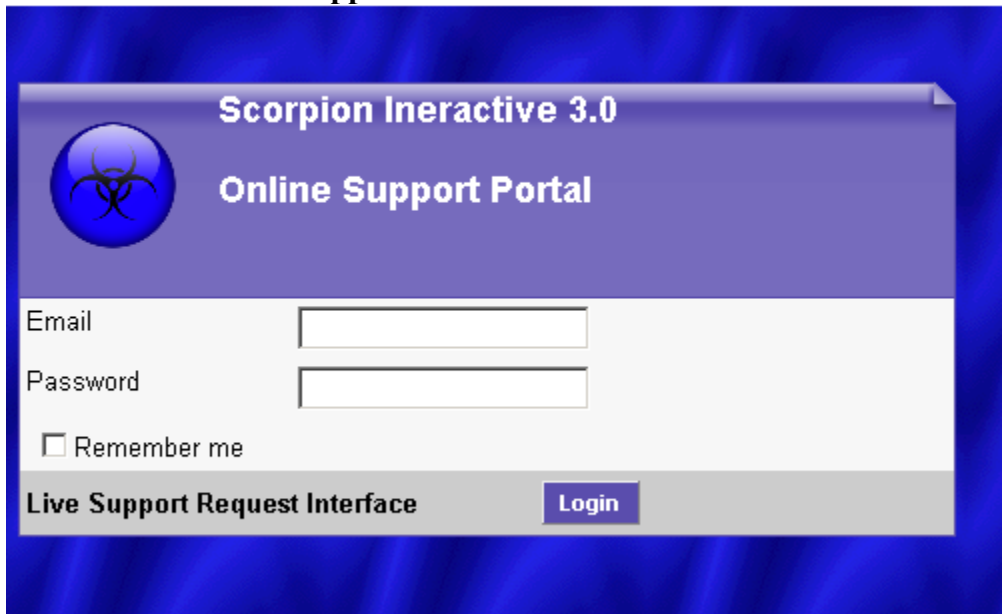 Scorpion Ineractive 3.0
Online Support Portal
Email
Password
Remember me
Live Support Request Interface
Login